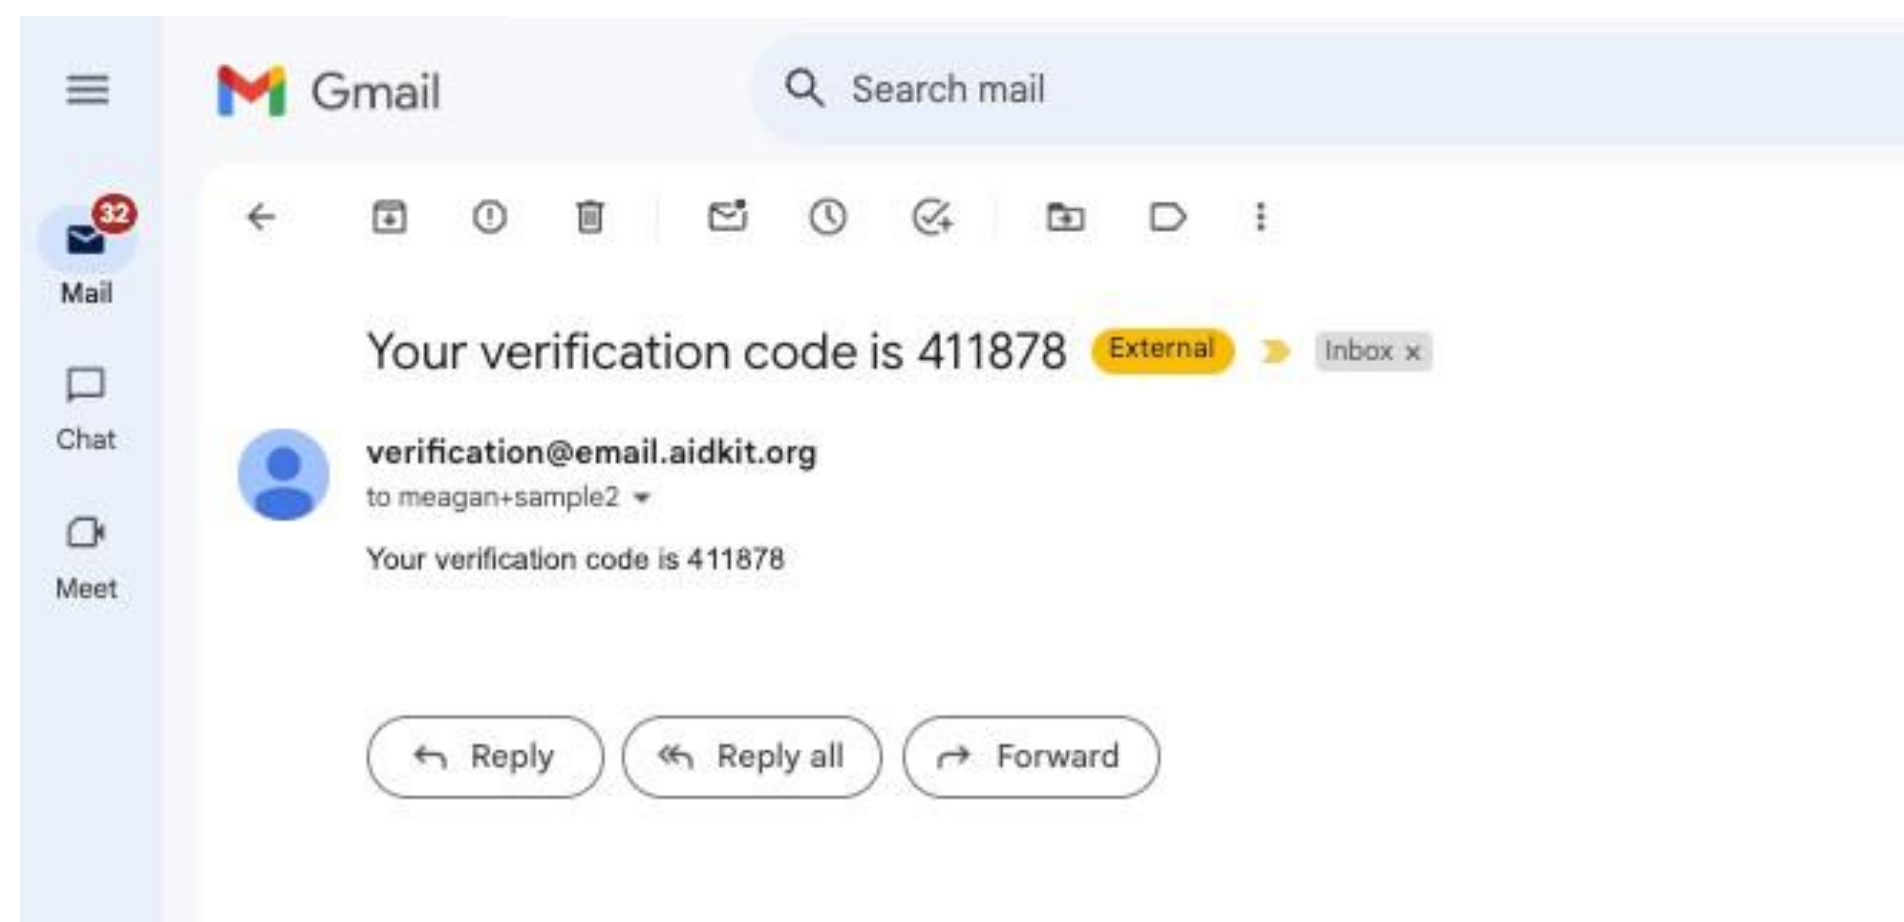 Gmail
Search mail
32
Mail
Your verification code is 411878 External Inbox x
Chat
verification@email.aidkit.org
to meagan+sample2
Your verification code is 411878
Meet
Reply Reply all Forward